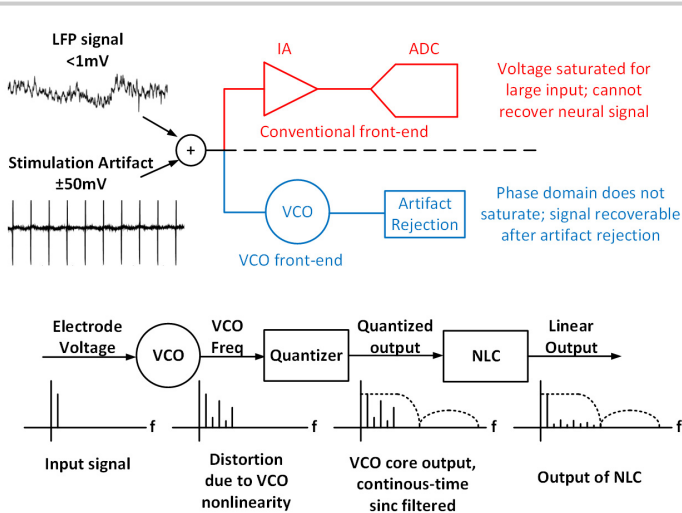 LFP signal
<1mV
Stimulation Artifact
±50mV
+
IA
ADC
Conventional front-end
Voltage saturated for
large input; cannot
recover neural signal
VCO
Artifact
Rejection
VCO front-end
Phase domain does not
saturate; signal recoverable
after artifact rejection
Electrode
Voltage
VCO
VCO
Freq
Quantizer
Quantized
output
NLC
Linear
Output
f
f
f
f
Input signal
Distortion
due to VCO
nonlinearity
VCO core output,
continous-time
sinc filtered
Output of NLC